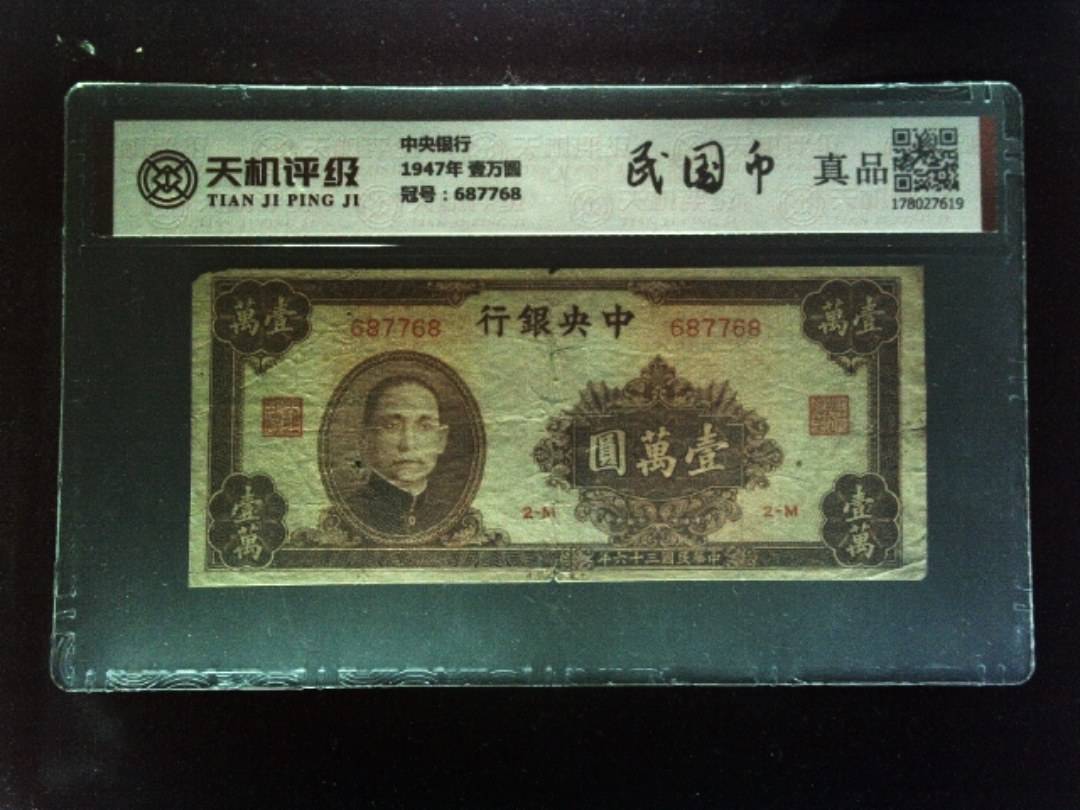 天机评级
TIAN JI PING JI
中央银行
1947年 壹万圆
冠号：687768
民国币
真品
178027619
壹萬
687768
中央銀行
687768
壹萬
壹萬圓
2-M
2-M
壹萬
中華民國三十六年
壹萬